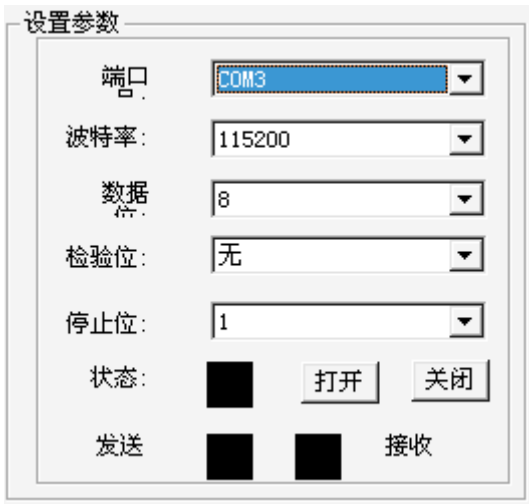 设置参数
端口 COM3
波特率: 115200
数据位: 8
检验位: 无
停止位: 1
状态: 打开 关闭
发送 接收